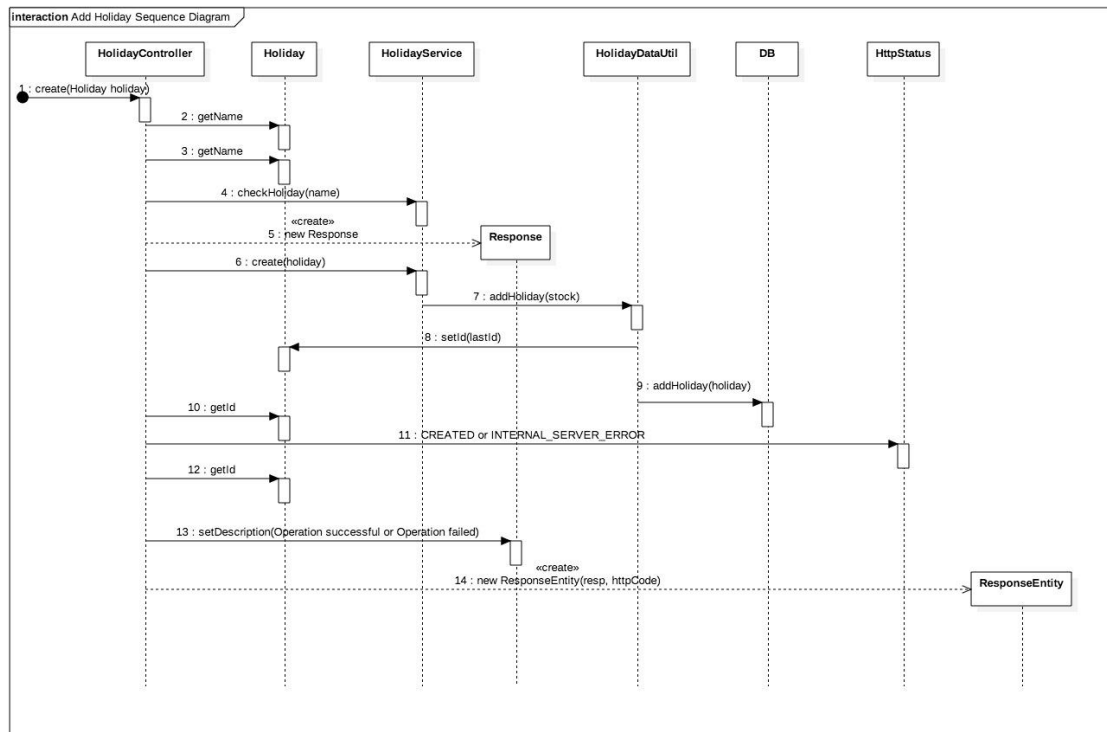 interaction Add Holiday Sequence Diagram
HolidayController
Holiday
HolidayService
HolidayDataUtil
DB
HttpStatus
1 : create(Holiday holiday)
2 : getName
3 : getName
4 : checkHoliday(name)
«create»
5 : new Response
Response
6 : create(holiday)
7 : addHoliday(stock)
8 : setId(lastId)
9 : addHoliday(holiday)
10 : getId
11 : CREATED or INTERNAL_SERVER_ERROR
12 : getId
13 : setDescription(Operation successful or Operation failed)
«create»
14 : new ResponseEntity(resp, httpCode)
ResponseEntity